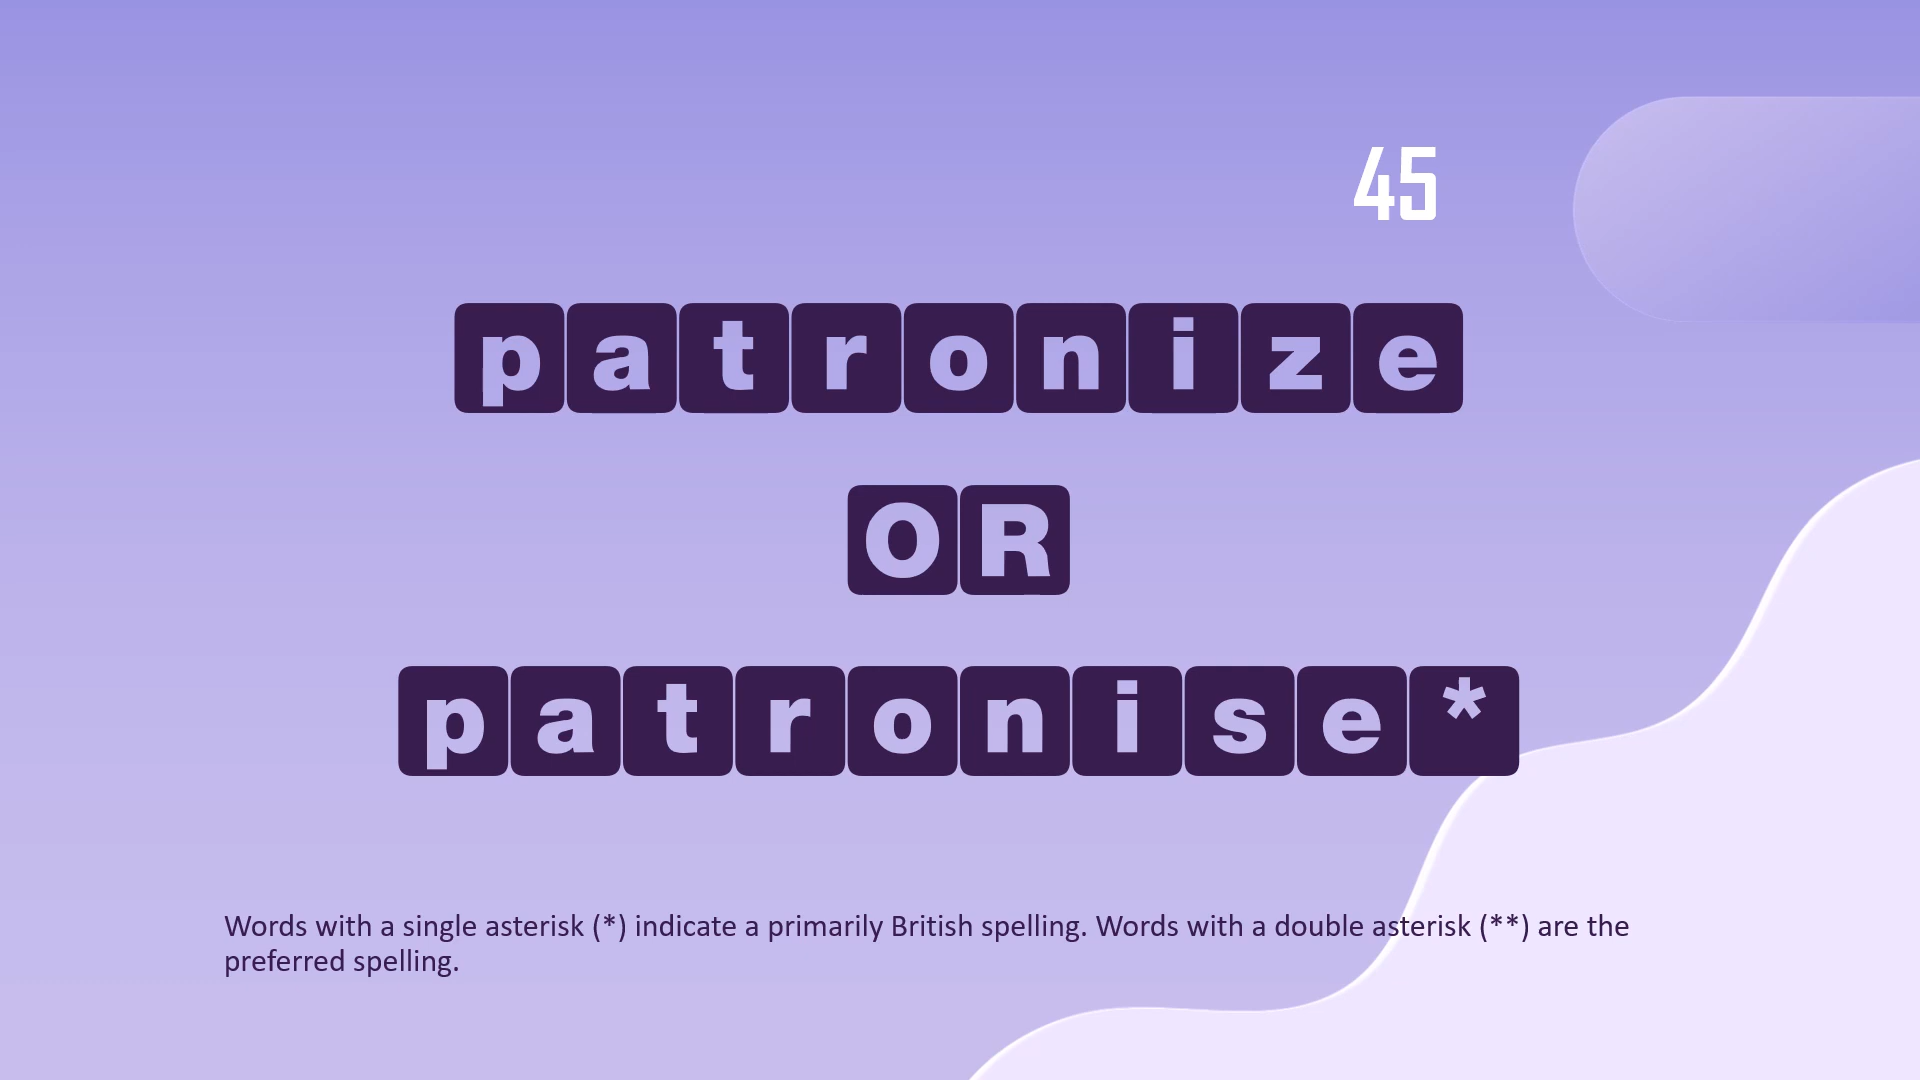 45
patronize
OR
patronise*
Words with a single asterisk (*) indicate a primarily British spelling. Words with a double asterisk (**) are the
preferred spelling.